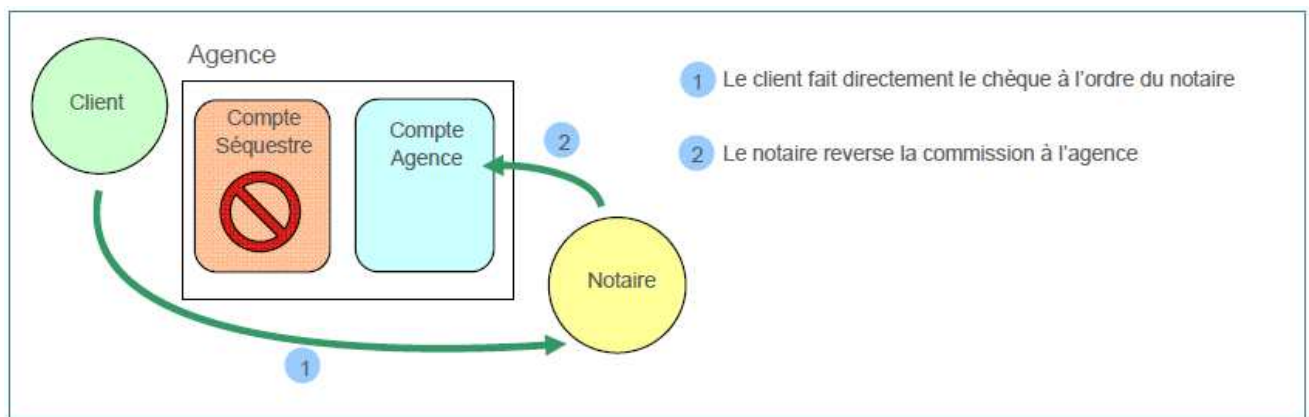 Agence
Client
Compte
Séquestre
Compte
Agence
2
Notaire
1
1 Le client fait directement le chèque à l'ordre du notaire
2 Le notaire reverse la commission à l'agence